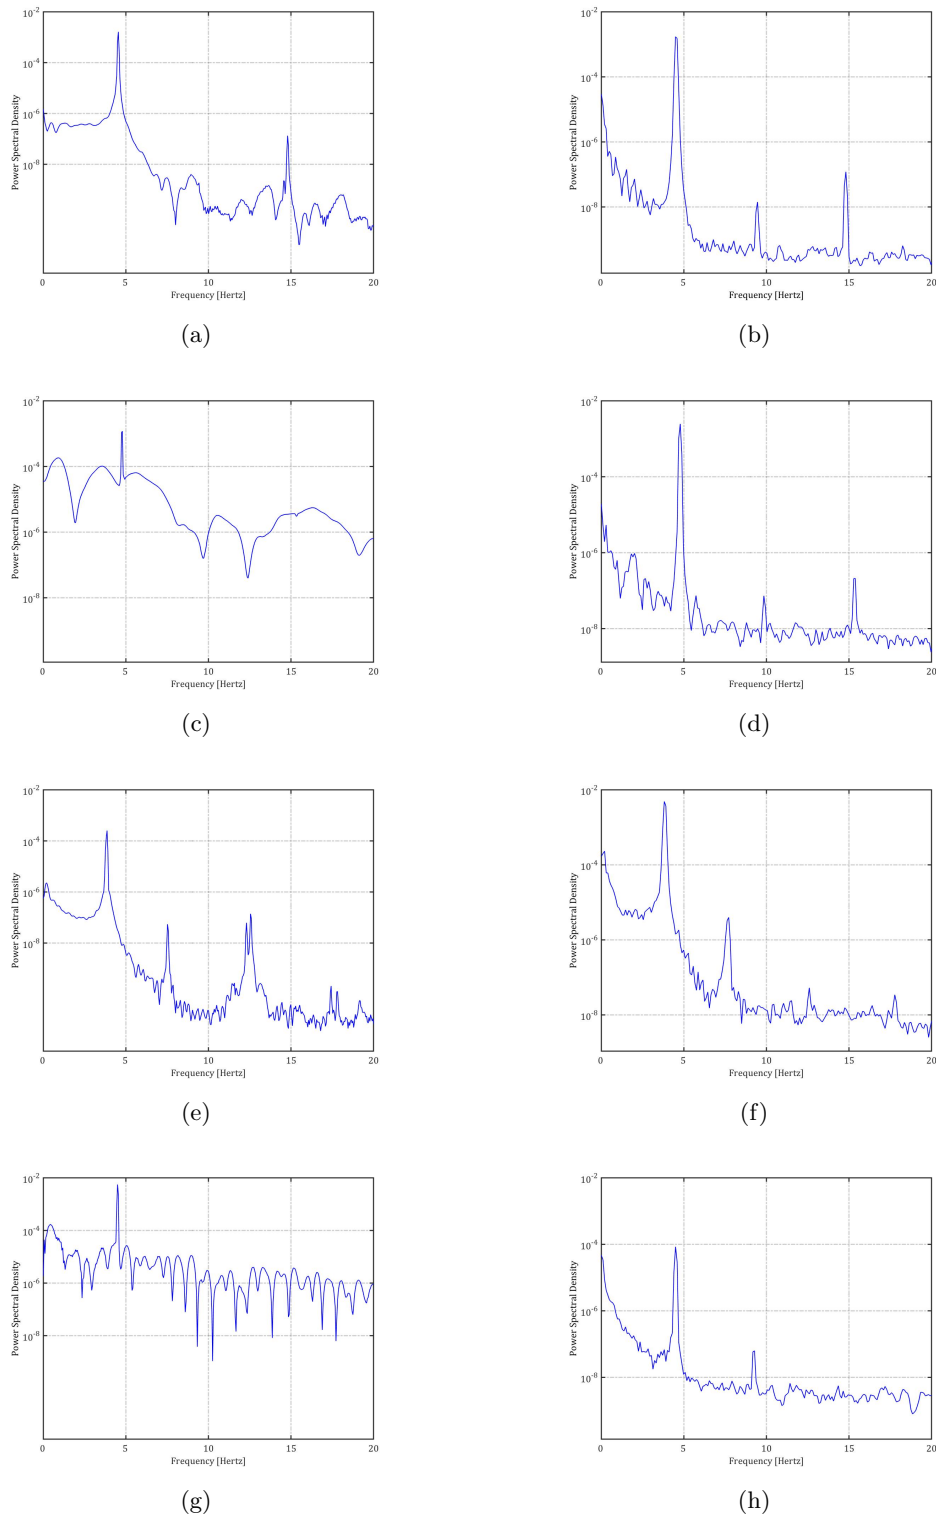 10-2
10-4
10-6
10-8
Power Spectral Density
0 5 10 15 20
Frequency [Hertz]
(a)
10-2
10-4
10-6
10-8
Power Spectral Density
0 5 10 15 20
Frequency [Hertz]
(b)
10-2
10-4
10-6
10-8
Power Spectral Density
0 5 10 15 20
Frequency [Hertz]
(c)
10-2
10-4
10-6
10-8
Power Spectral Density
0 5 10 15 20
Frequency [Hertz]
(d)
10-2
10-4
10-6
10-8
Power Spectral Density
0 5 10 15 20
Frequency [Hertz]
(e)
10-2
10-4
10-6
10-8
Power Spectral Density
0 5 10 15 20
Frequency [Hertz]
(f)
10-2
10-4
10-6
10-8
Power Spectral Density
0 5 10 15 20
Frequency [Hertz]
(g)
10-2
10-4
10-6
10-8
Power Spectral Density
0 5 10 15 20
Frequency [Hertz]
(h)